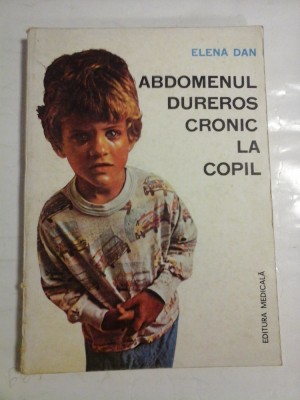 ELENA DAN
ABDOMENUL
DUREROS
CRONIC
LA
COPIL
EDITURA MEDICALĂ